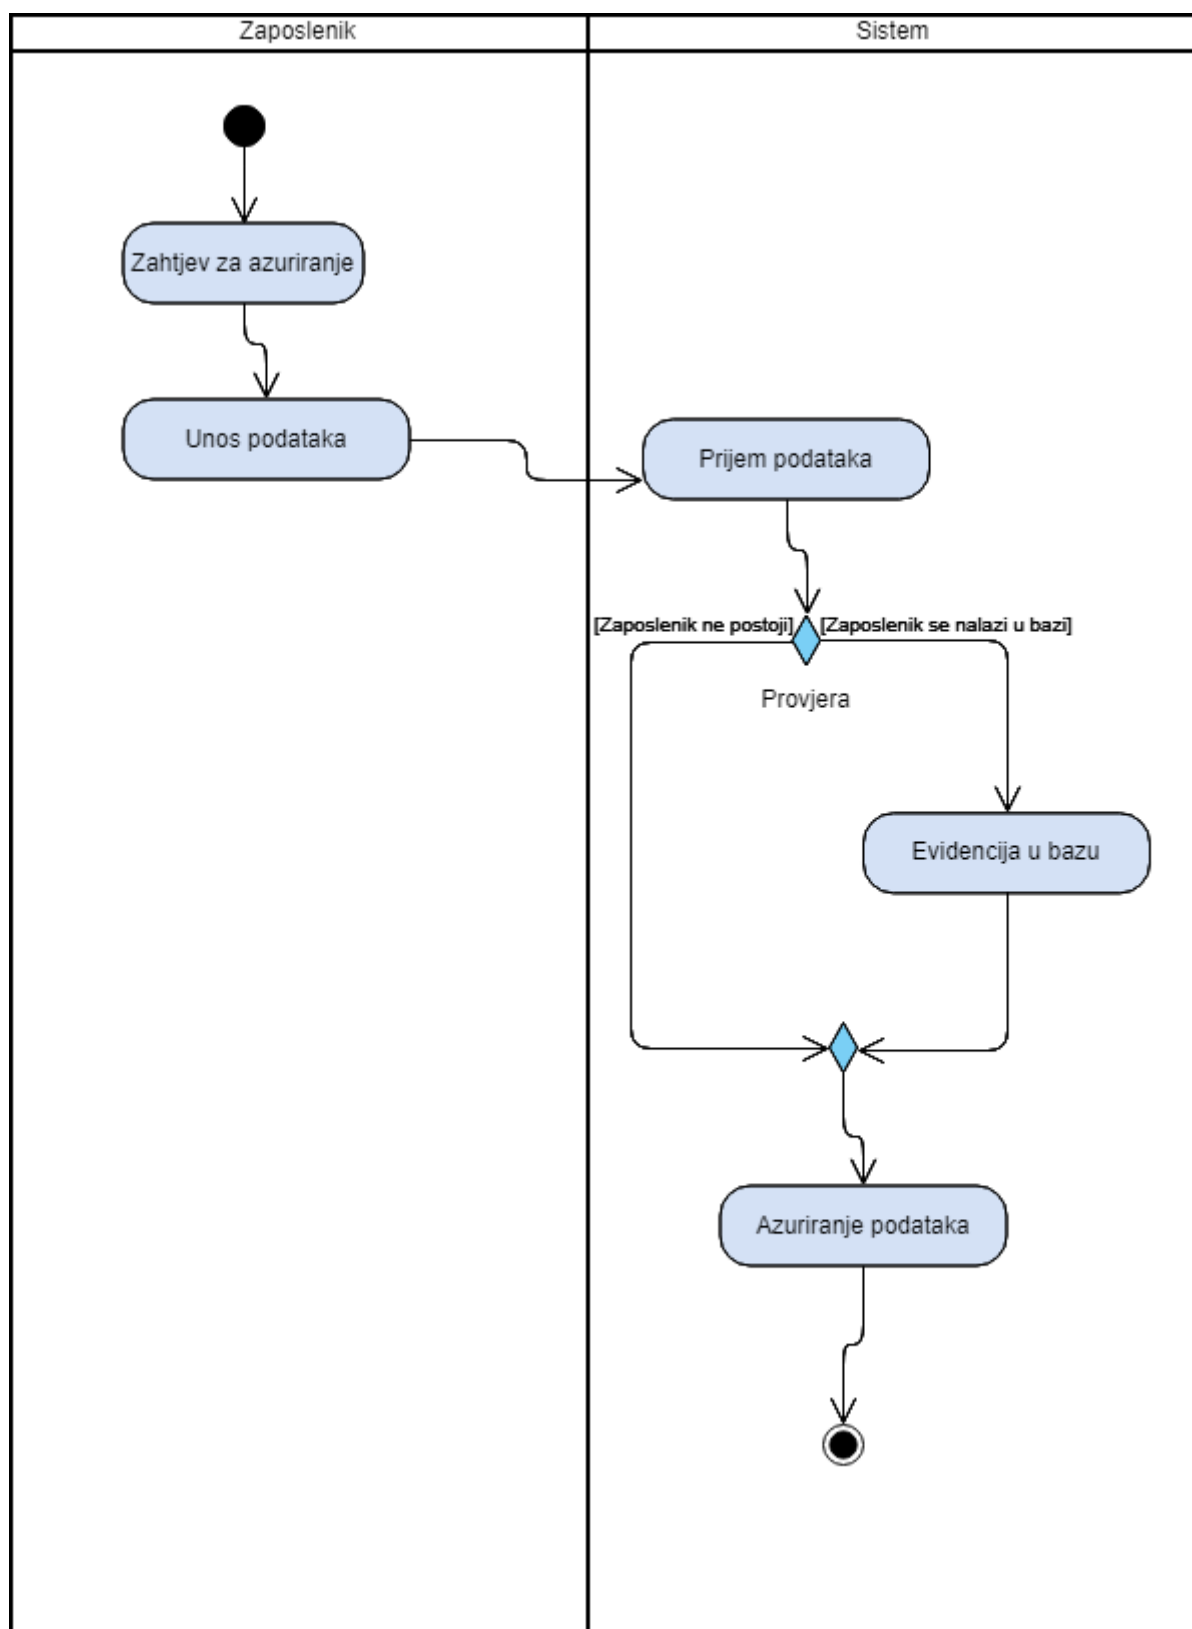 Zaposlenik
Sistem
Zahtjev za azuriranje
Unos podataka
Prijem podataka
[Zaposlenik ne postoji]
[Zaposlenik se nalazi u bazi]
Provjera
Evidencija u bazu
Azuriranje podataka